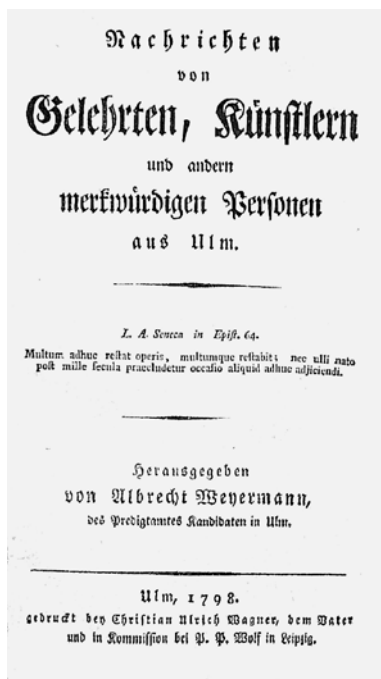 Nachrichten
von
Gelehrten, Künstlern
und andern
merkwürdigen Personen
aus Ulm.
L. A. Seneca in Epist. 64.
Multum adhuc restat operis, multumque restabit; nec ulli nato
post mille secula praecludetur occasio aliquid adhuc adjiciendi.
Herausgegeben
von Albrecht Weyermann,
des Predigtamtes Kandidaten in Ulm.
Ulm, 1798.
gedruckt bey Christian Ulrich Wagner, dem Vater
und in Kommission bei P. P. Wolf in Leipzig.